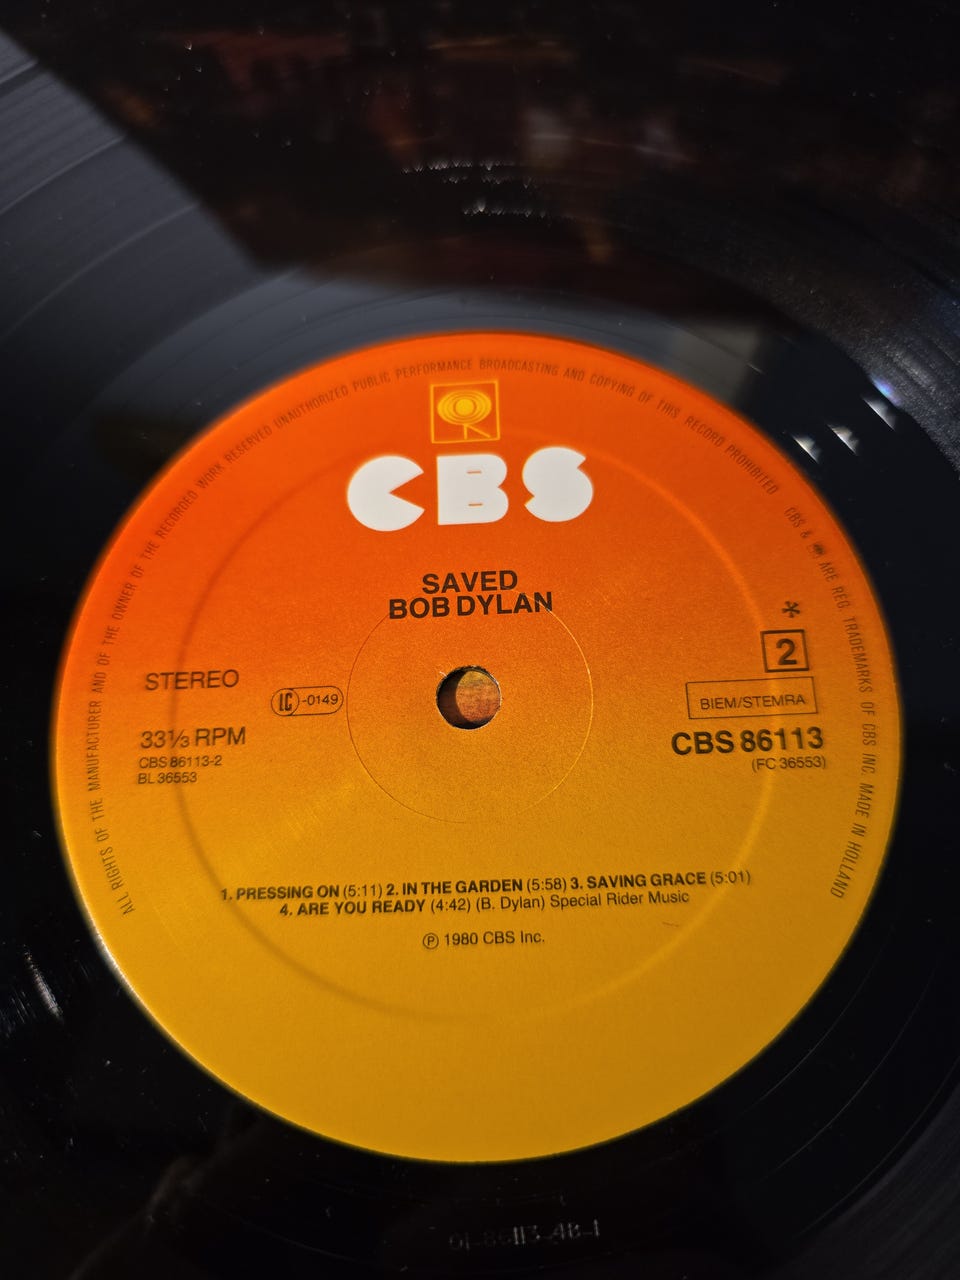 ALL RIGHTS OF THE MANUFACTURER AND OF THE OWNER OF THE RECORDED WORK RESERVED UNAUTHORIZED PUBLIC PERFORMANCE BROADCASTING AND COPYING OF THIS RECORD PROHIBITED
CBS & ARE REG. TRADEMARKS OF CBS INC. MADE IN HOLLAND
CBS
SAVED
BOB DYLAN
*
2
STEREO
LC-0149
BIEM/STEMRA
33⅓ RPM
CBS 86113
CBS 86113-2
(FC 36553)
BL 36553
1. PRESSING ON (5:11) 2. IN THE GARDEN (5:58) 3. SAVING GRACE (5:01)
4. ARE YOU READY (4:42) (B. Dylan) Special Rider Music
℗ 1980 CBS Inc.